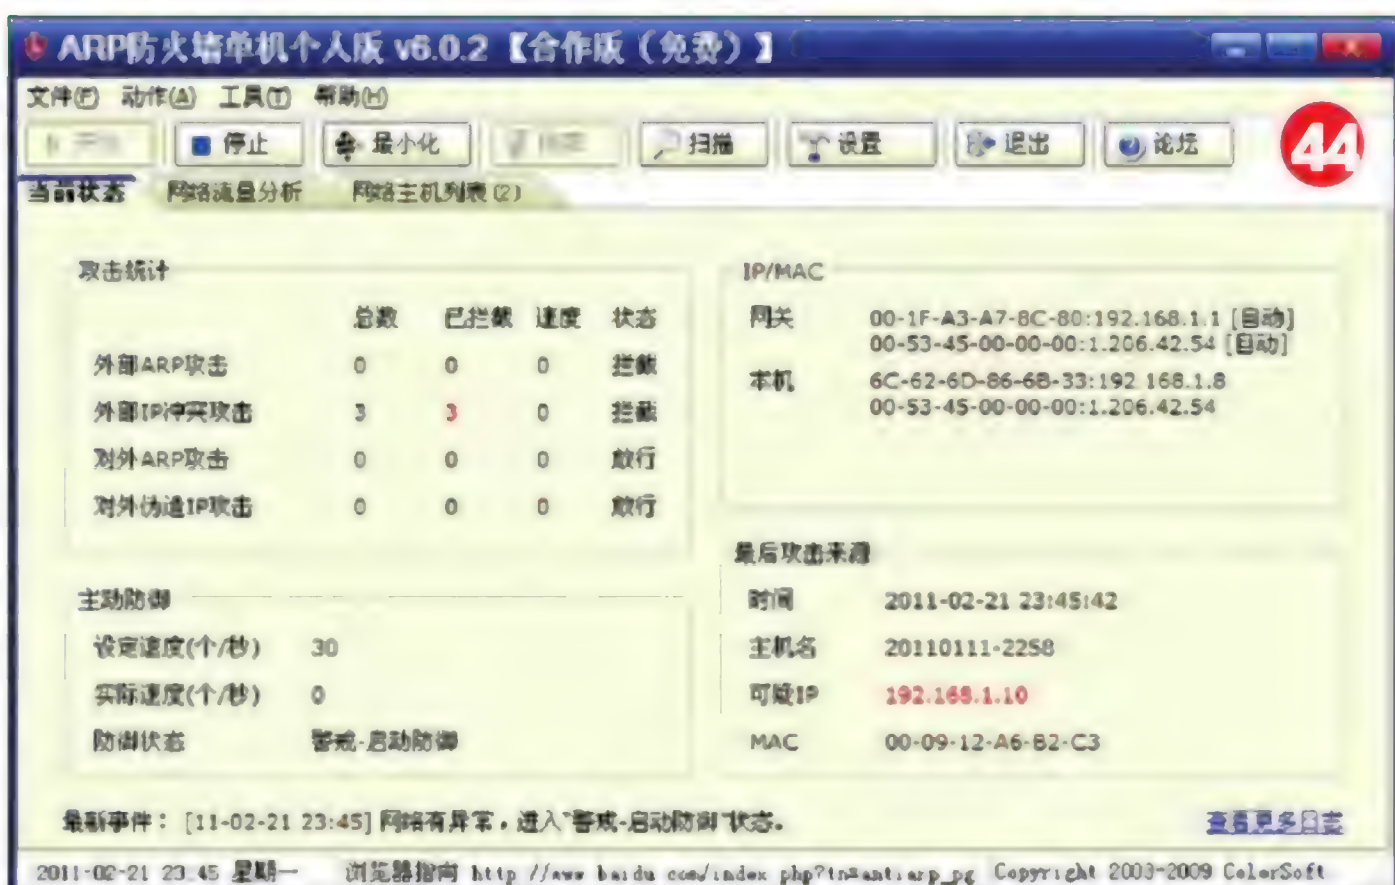 ARP防火墙单机个人版 v6.0.2 【合作版（免费）】
文件(F) 动作(A) 工具(T) 帮助(H)
停止 最小化 扫描 设置 退出 论坛
44
当前状态 网络流量分析 网络主机列表(2)
攻击统计
总数 已拦截 速度 状态
外部ARP攻击 0 0 0 拦截
外部IP冲突攻击 3 3 0 拦截
对外ARP攻击 0 0 0 放行
对外伪造IP攻击 0 0 0 放行
主动防御
设定速度(个/秒) 30
实际速度(个/秒) 0
防御状态 警戒-启动防御
IP/MAC
网关 00-1F-A3-A7-8C-80:192.168.1.1 [自动]
00-53-45-00-00-00:1.206.42.54 [自动]
本机 6C-62-6D-86-6B-33:192.168.1.8
00-53-45-00-00-00:1.206.42.54
最后攻击来源
时间 2011-02-21 23:45:42
主机名 20110111-2258
可疑IP 192.168.1.10
MAC 00-09-12-A6-B2-C3
最新事件： [11-02-21 23:45] 网络有异常，进入"警戒-启动防御"状态。
查看更多日志
2011-02-21 23:45 星期一 浏览器指南 http://www.baidu.com/index.php?tn=antiarp_pg Copyright 2003-2009 ColorSoft